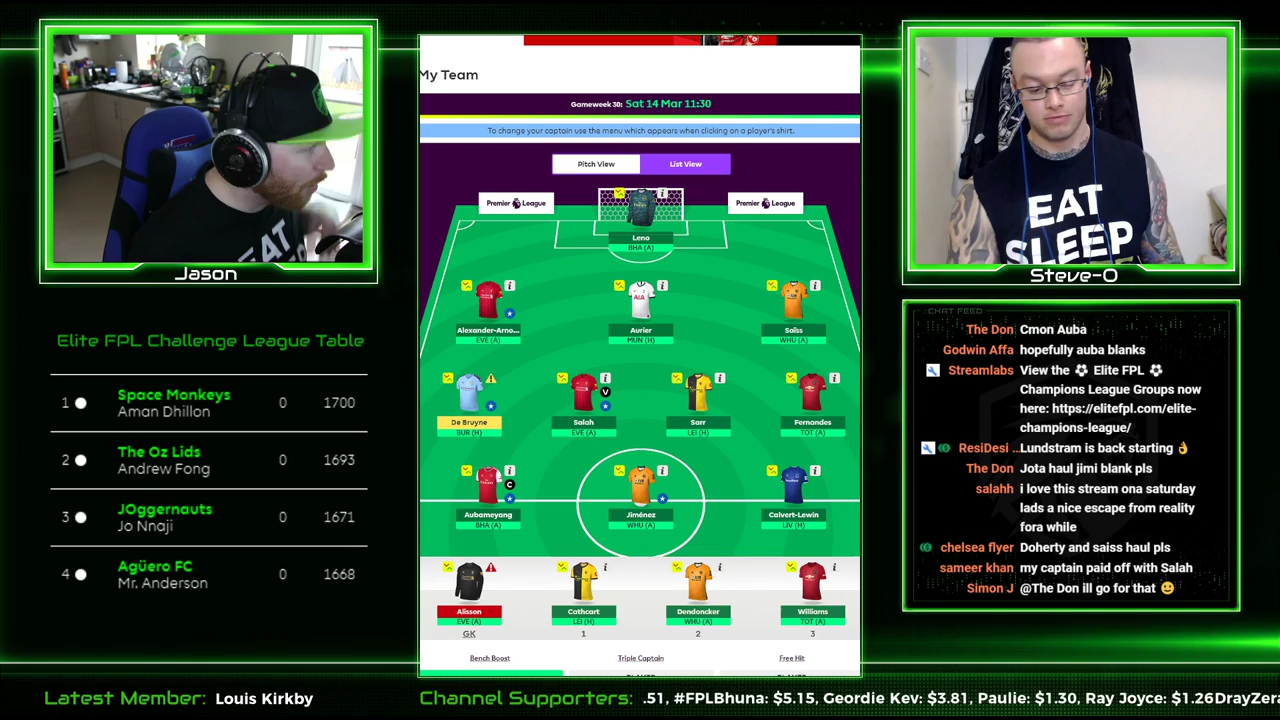 My Team
Gameweek 30: Sat 14 Mar 11:30
To change your captain use the menu which appears when clicking on a player's shirt.
Pitch View
List View
Premier League
Premier League
Leno
BHA (A)
Alexander-Arno...
EVE (A)
Aurier
MUN (H)
Saïss
WHU (A)
AIA
De Bruyne
BUR (H)
Salah
EVE (A)
V
Sarr
LEI (H)
Fernandes
TOT (A)
Aubameyang
BHA (A)
C
Jiménez
WHU (A)
Calvert-Lewin
LIV (H)
Alisson
EVE (A)
GK
Cathcart
LEI (H)
1
Dendoncker
WHU (A)
2
Williams
TOT (A)
3
Bench Boost
Triple Captain
Free Hit
Jason
EAT
Steve-O
EAT
SLEEP
Elite FPL Challenge League Table
1 Space Monkeys 0 1700
Aman Dhillon
2 The Oz Lids 0 1693
Andrew Fong
3 JOggernauts 0 1671
Jo Nnaji
4 Agüero FC 0 1668
Mr. Anderson
CHAT FEED
The Don Cmon Auba
Godwin Affa hopefully auba blanks
Streamlabs View the ⚽ Elite FPL ⚽
Champions League Groups now
here: https://elitefpl.com/elite-
champions-league/
ResiDesi ... Lundstram is back starting 👌
The Don Jota haul jimi blank pls
salahh i love this stream ona saturday
lads a nice escape from reality
fora while
chelsea flyer Doherty and saiss haul pls
sameer khan my captain paid off with Salah
Simon J @The Don ill go for that 🙂
Latest Member: Louis Kirkby
Channel Supporters: .51, #FPLBhuna: $5.15, Geordie Kev: $3.81, Paulie: $1.30, Ray Joyce: $1.26DrayZer